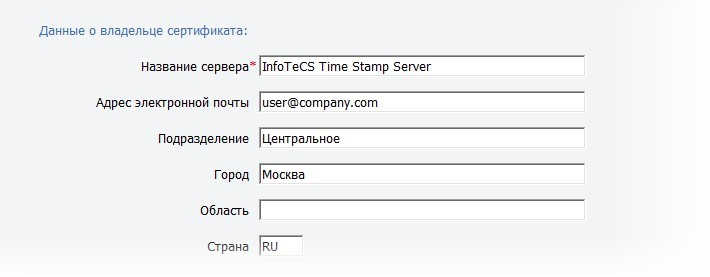 Данные о владельце сертификата:
Название сервера* InfoTeCS Time Stamp Server
Адрес электронной почты user@company.com
Подразделение Центральное
Город Москва
Область
Страна RU